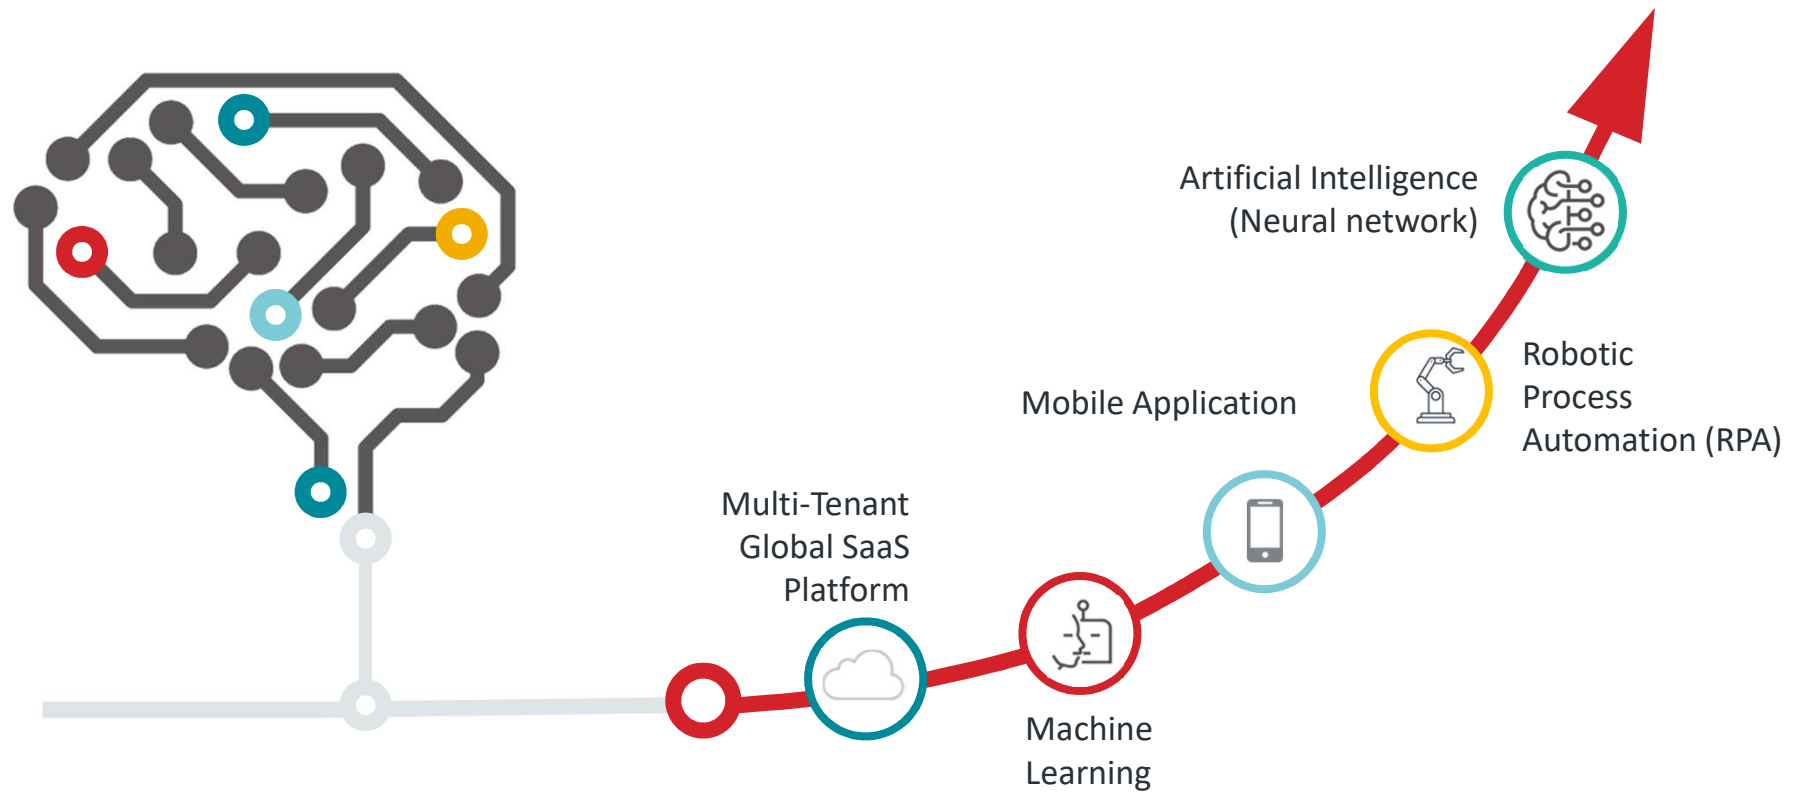 Artificial Intelligence
(Neural network)
Robotic
Process
Automation (RPA)
Mobile Application
Multi-Tenant
Global SaaS
Platform
Machine
Learning